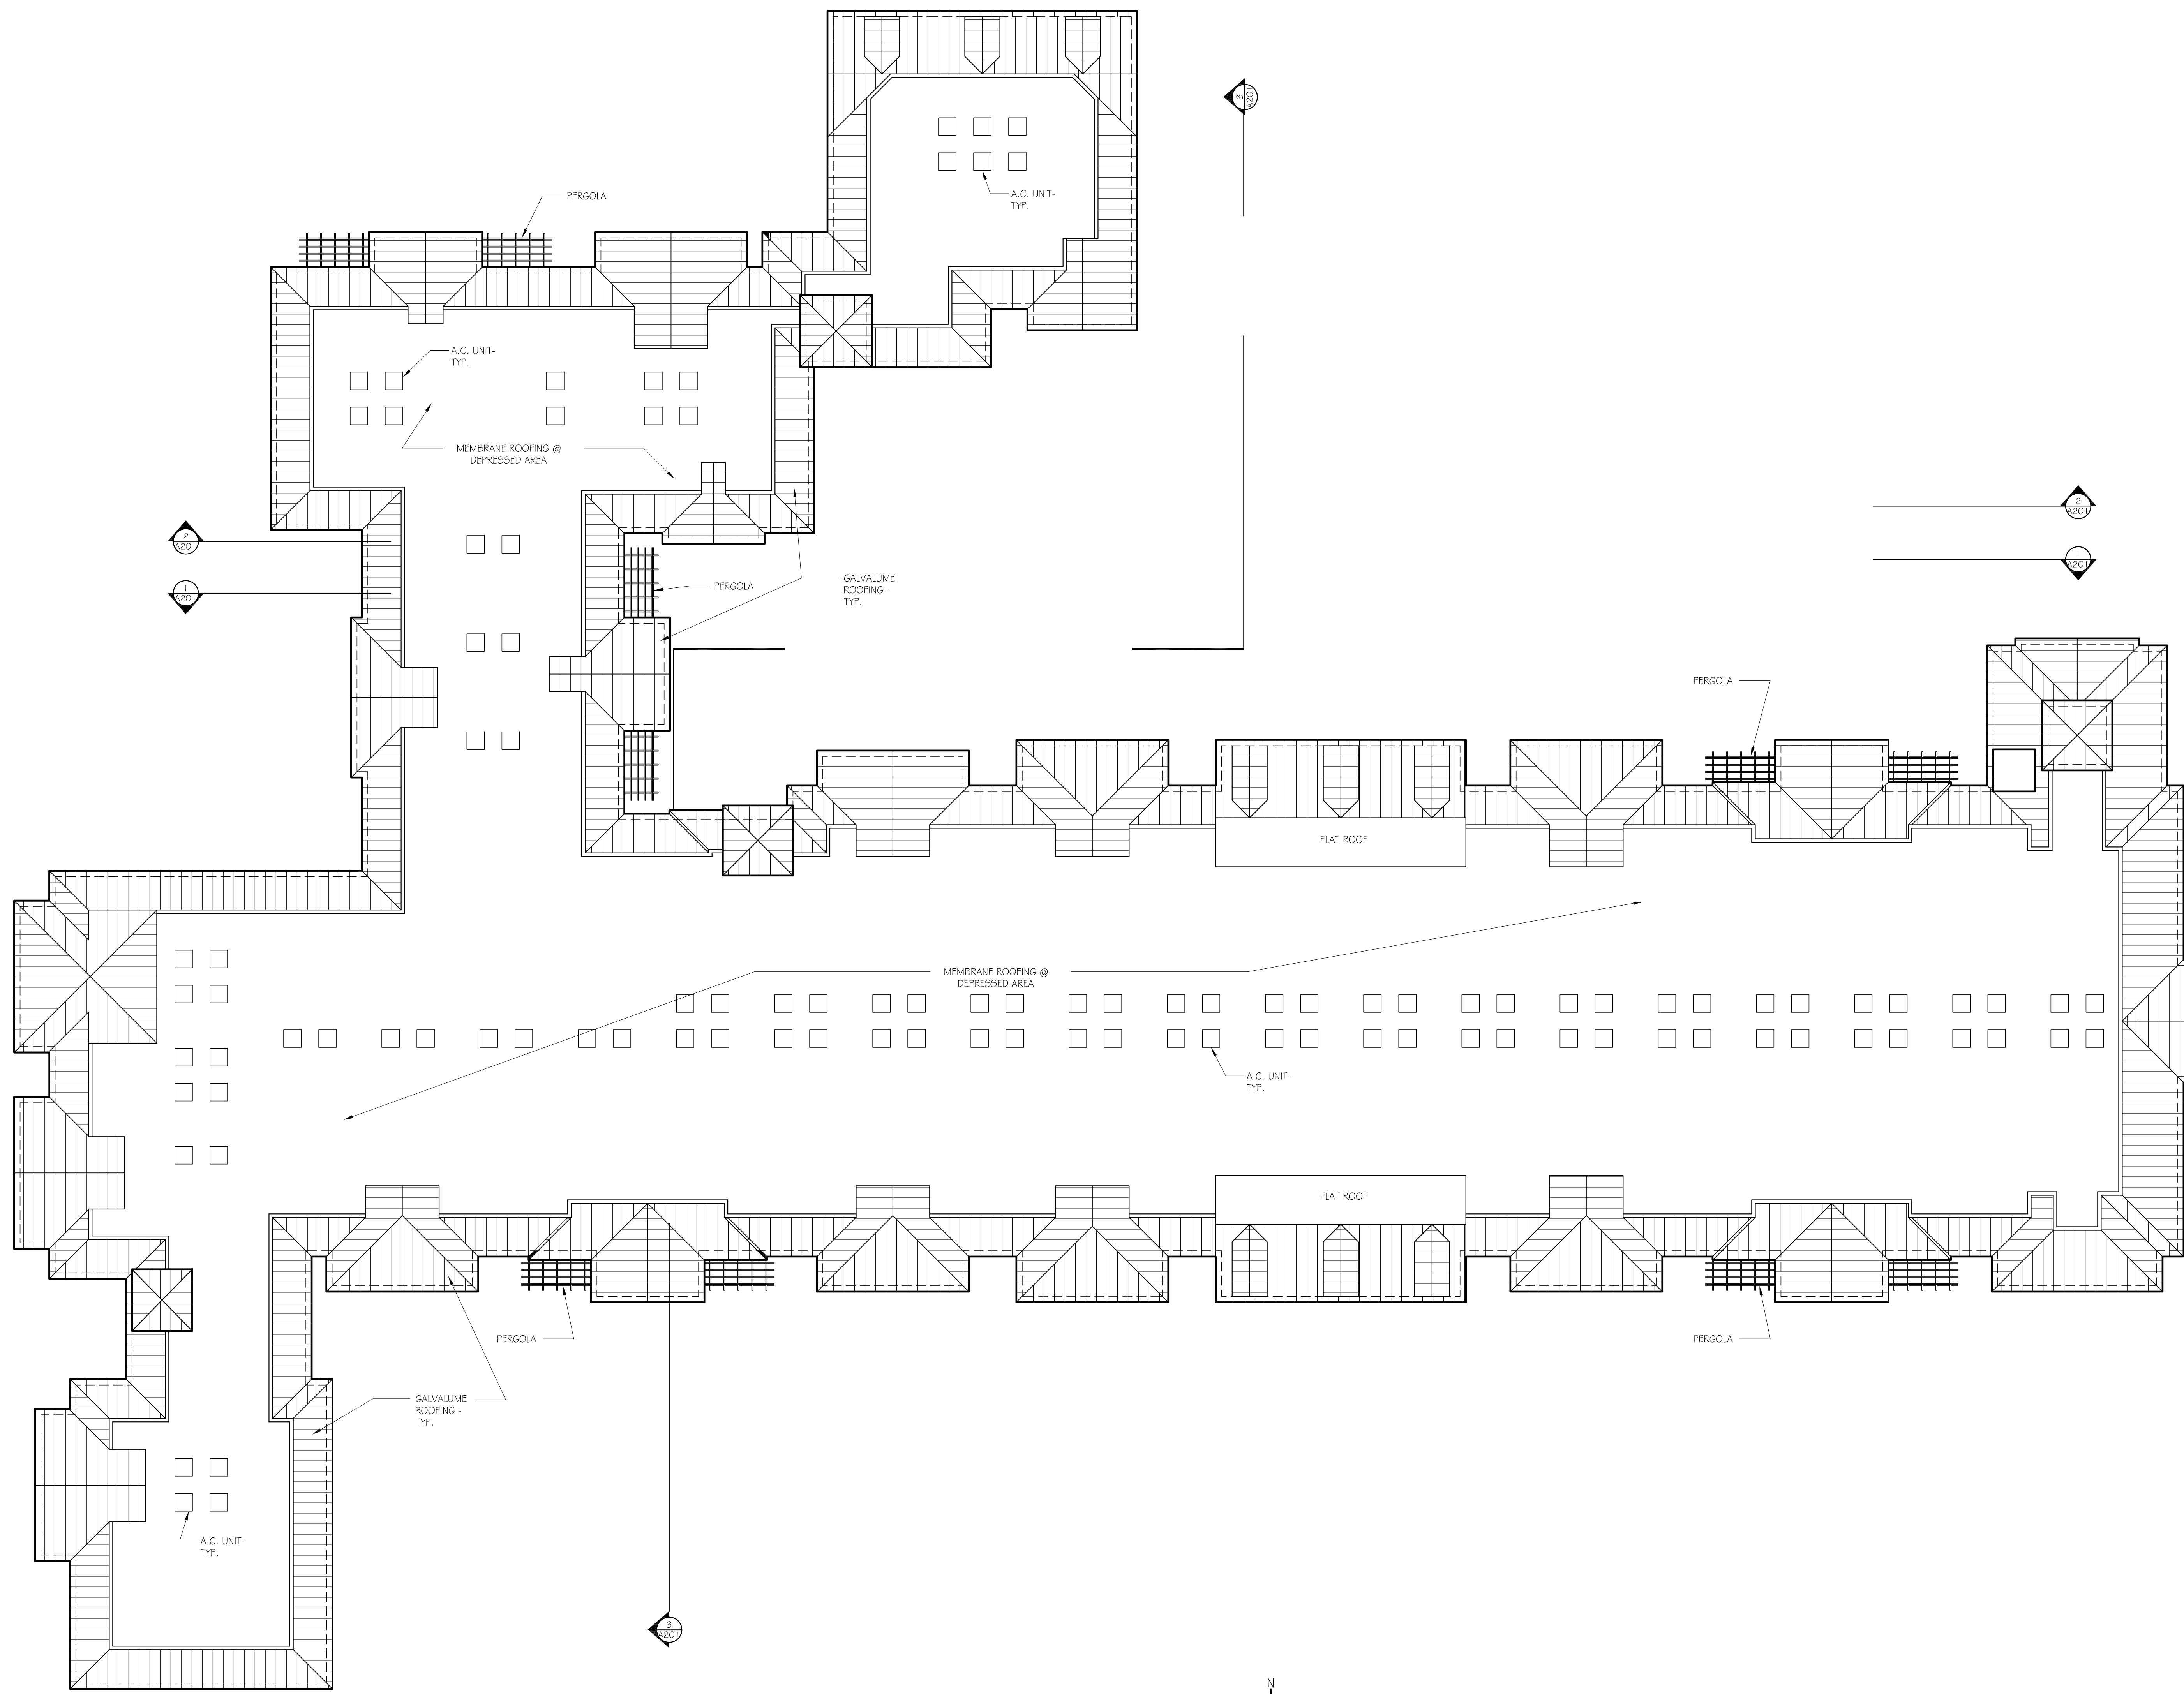 3
A201
A.C. UNIT-
TYP.
PERGOLA
A.C. UNIT-
TYP.
MEMBRANE ROOFING @
DEPRESSED AREA
2
A201
1
A201
2
A201
1
A201
GALVALUME
ROOFING -
TYP.
PERGOLA
PERGOLA
FLAT ROOF
MEMBRANE ROOFING @
DEPRESSED AREA
A.C. UNIT-
TYP.
FLAT ROOF
PERGOLA
PERGOLA
GALVALUME
ROOFING -
TYP.
A.C. UNIT-
TYP.
3
A201
N